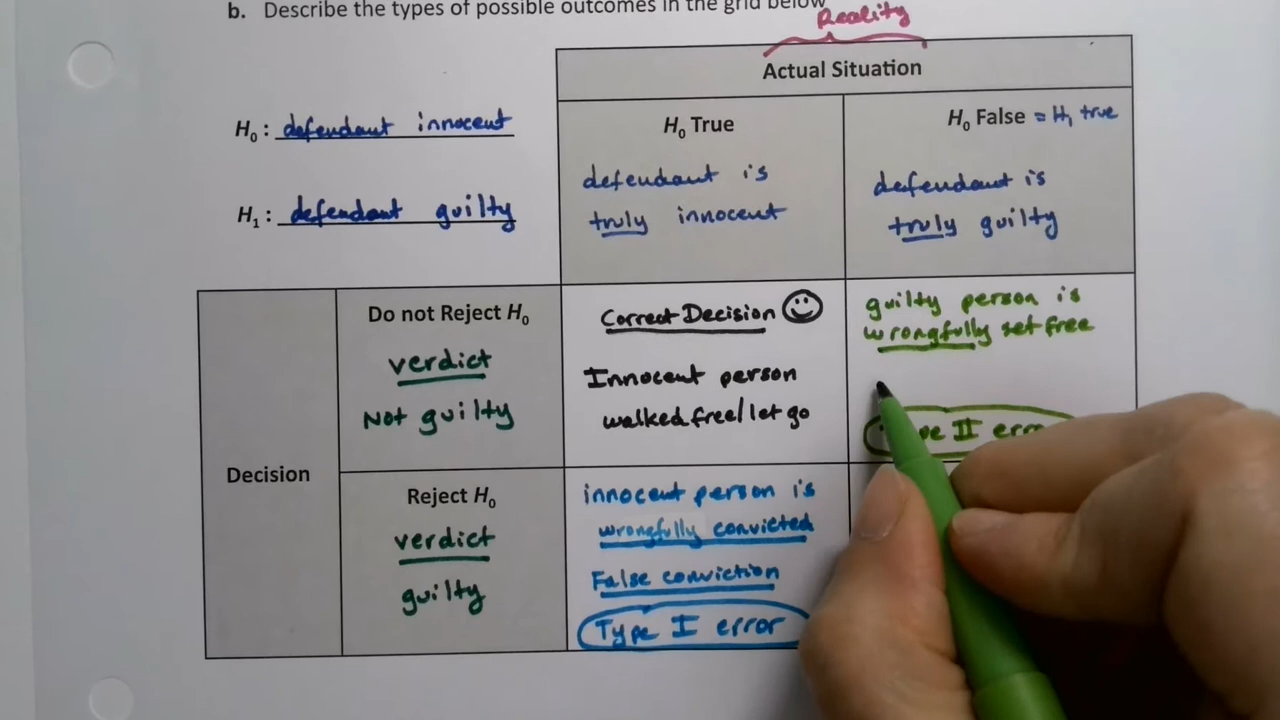 b. Describe the types of possible outcomes in the grid below
Reality
Actual Situation
H₀ : defendant innocent
H₁ : defendant guilty
H₀ True
defendant is
truly innocent
H₀ False = H₁ true
defendant is
truly guilty
Decision
Do not Reject H₀
verdict
Not guilty
Correct Decision
Innocent person
walked free/let go
guilty person is
wrongfully set free
II
Reject H₀
verdict
guilty
innocent person is
wrongfully convicted
False conviction
Type I error